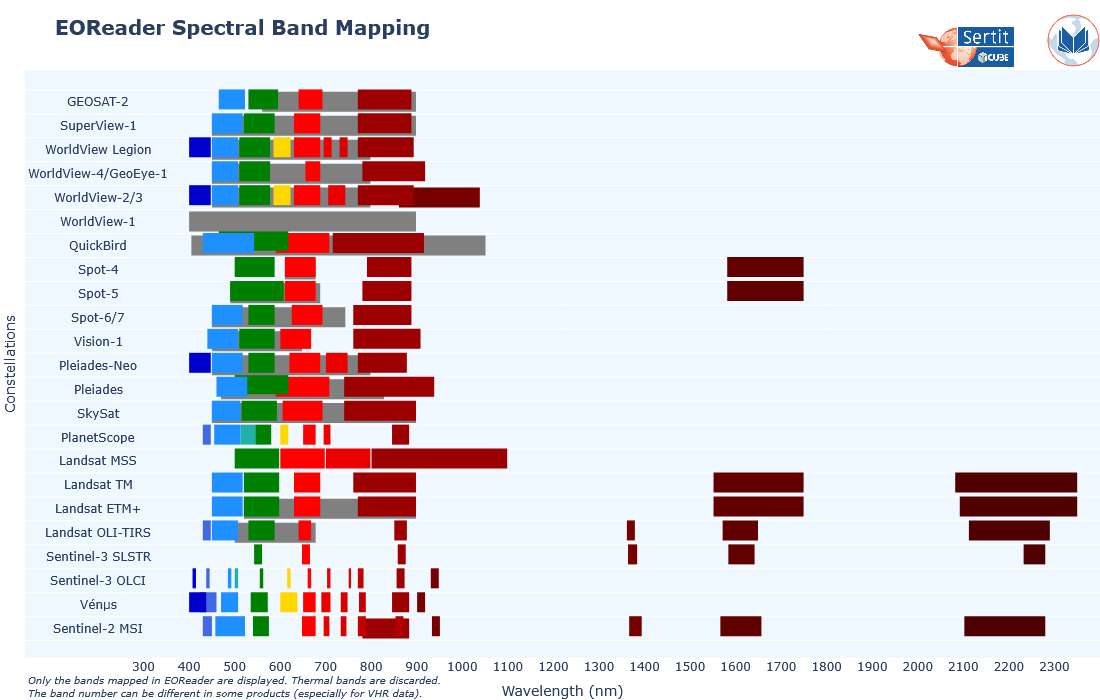 EOReader Spectral Band Mapping
Sertit
iCUBE
GEOSAT-2
SuperView-1
WorldView Legion
WorldView-4/GeoEye-1
WorldView-2/3
WorldView-1
QuickBird
Spot-4
Spot-5
Spot-6/7
Vision-1
Pleiades-Neo
Pleiades
SkySat
PlanetScope
Landsat MSS
Landsat TM
Landsat ETM+
Landsat OLI-TIRS
Sentinel-3 SLSTR
Sentinel-3 OLCI
Vénµs
Sentinel-2 MSI
Constellations
300 400 500 600 700 800 900 1000 1100 1200 1300 1400 1500 1600 1700 1800 1900 2000 2100 2200 2300
Wavelength (nm)
Only the bands mapped in EOReader are displayed. Thermal bands are discarded.
The band number can be different in some products (especially for VHR data).